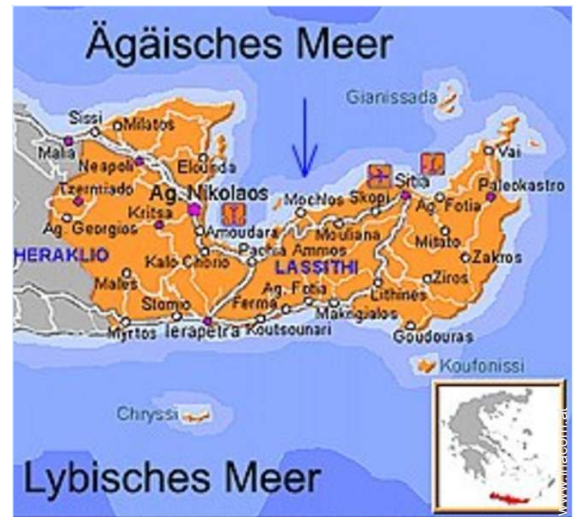 Ägäisches Meer
Gianissada
Sissi
Milatos
Malia
Vai
Neapoli
Elounda
Sitia
Tzermiado
Ag. Nikolaos
Mochlos
Skopi
Paleokastro
Kritsa
Ag. Fotia
Ag. Georgios
Amoudara
Mouliana
Mitato
HERAKLIO
Kalo Chorio
Pachia Ammos
Zakros
LASSITHI
Males
Ag. Fotia
Lithines
Ziros
Stomio
Ferma
Makrigialos
Myrtos
Ierapetra
Koutsounari
Goudouras
Koufonissi
Chryssi
Lybisches Meer